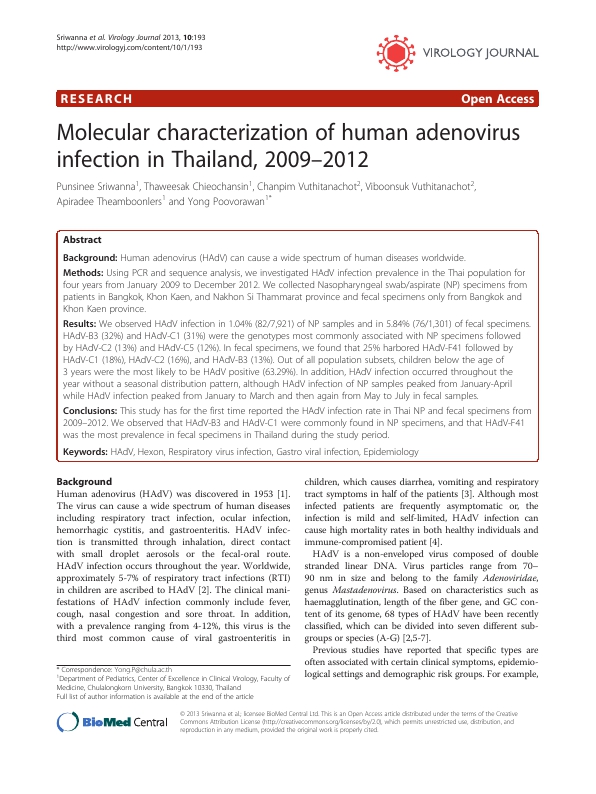 Sriwanna et al. Virology Journal 2013, 10:193
http://www.virologyj.com/content/10/1/193
VIROLOGY JOURNAL
RESEARCH
Open Access
Molecular characterization of human adenovirus
infection in Thailand, 2009–2012
Punsinee Sriwanna1, Thaweesak Chieochansin1, Chanpim Vuthitanachot2, Viboonsuk Vuthitanachot2,
Apiradee Theamboonlers1 and Yong Poovorawan1*
Abstract
Background: Human adenovirus (HAdV) can cause a wide spectrum of human diseases worldwide.
Methods: Using PCR and sequence analysis, we investigated HAdV infection prevalence in the Thai population for
four years from January 2009 to December 2012. We collected Nasopharyngeal swab/aspirate (NP) specimens from
patients in Bangkok, Khon Kaen, and Nakhon Si Thammarat province and fecal specimens only from Bangkok and
Khon Kaen province.
Results: We observed HAdV infection in 1.04% (82/7,921) of NP samples and in 5.84% (76/1,301) of fecal specimens.
HAdV-B3 (32%) and HAdV-C1 (31%) were the genotypes most commonly associated with NP specimens followed
by HAdV-C2 (13%) and HAdV-C5 (12%). In fecal specimens, we found that 25% harbored HAdV-F41 followed by
HAdV-C1 (18%), HAdV-C2 (16%), and HAdV-B3 (13%). Out of all population subsets, children below the age of
3 years were the most likely to be HAdV positive (63.29%). In addition, HAdV infection occurred throughout the
year without a seasonal distribution pattern, although HAdV infection of NP samples peaked from January-April
while HAdV infection peaked from January to March and then again from May to July in fecal samples.
Conclusions: This study has for the first time reported the HAdV infection rate in Thai NP and fecal specimens from
2009–2012. We observed that HAdV-B3 and HAdV-C1 were commonly found in NP specimens, and that HAdV-F41
was the most prevalence in fecal specimens in Thailand during the study period.
Keywords: HAdV, Hexon, Respiratory virus infection, Gastro viral infection, Epidemiology
Background
Human adenovirus (HAdV) was discovered in 1953 [1].
The virus can cause a wide spectrum of human diseases
including respiratory tract infection, ocular infection,
hemorrhagic cystitis, and gastroenteritis. HAdV infec-
tion is transmitted through inhalation, direct contact
with small droplet aerosols or the fecal-oral route.
HAdV infection occurs throughout the year. Worldwide,
approximately 5-7% of respiratory tract infections (RTI)
in children are ascribed to HAdV [2]. The clinical mani-
festations of HAdV infection commonly include fever,
cough, nasal congestion and sore throat. In addition,
with a prevalence ranging from 4-12%, this virus is the
third most common cause of viral gastroenteritis in
children, which causes diarrhea, vomiting and respiratory
tract symptoms in half of the patients [3]. Although most
infected patients are frequently asymptomatic or, the
infection is mild and self-limited, HAdV infection can
cause high mortality rates in both healthy individuals and
immune-compromised patient [4].
HAdV is a non-enveloped virus composed of double
stranded linear DNA. Virus particles range from 70–
90 nm in size and belong to the family Adenoviridae,
genus Mastadenovirus. Based on characteristics such as
haemagglutination, length of the fiber gene, and GC con-
tent of its genome, 68 types of HAdV have been recently
classified, which can be divided into seven different sub-
groups or species (A-G) [2,5-7].
Previous studies have reported that specific types are
often associated with certain clinical symptoms, epidemio-
logical settings and demographic risk groups. For example,
* Correspondence: Yong.P@chula.ac.th
1Department of Pediatrics, Center of Excellence in Clinical Virology, Faculty of
Medicine, Chulalongkorn University, Bangkok 10330, Thailand
Full list of author information is available at the end of the article
BioMed Central
© 2013 Sriwanna et al.; licensee BioMed Central Ltd. This is an Open Access article distributed under the terms of the Creative
Commons Attribution License (http://creativecommons.org/licenses/by/2.0), which permits unrestricted use, distribution, and
reproduction in any medium, provided the original work is properly cited.